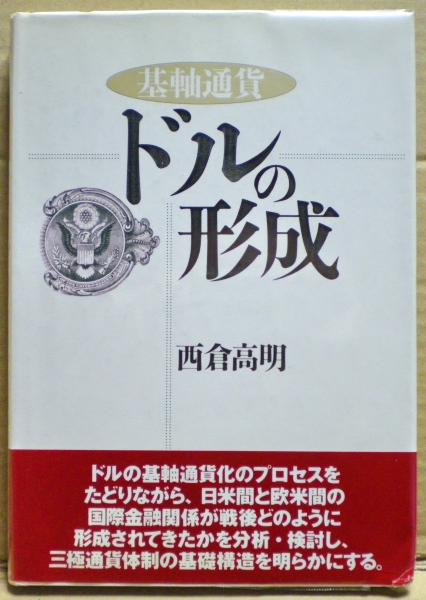 基軸通貨
ドルの
形成
西倉高明
ドルの基軸通貨化のプロセスを
たどりながら、日米間と欧米間の
国際金融関係が戦後どのように
形成されてきたかを分析・検討し、
三極通貨体制の基礎構造を明らかにする。